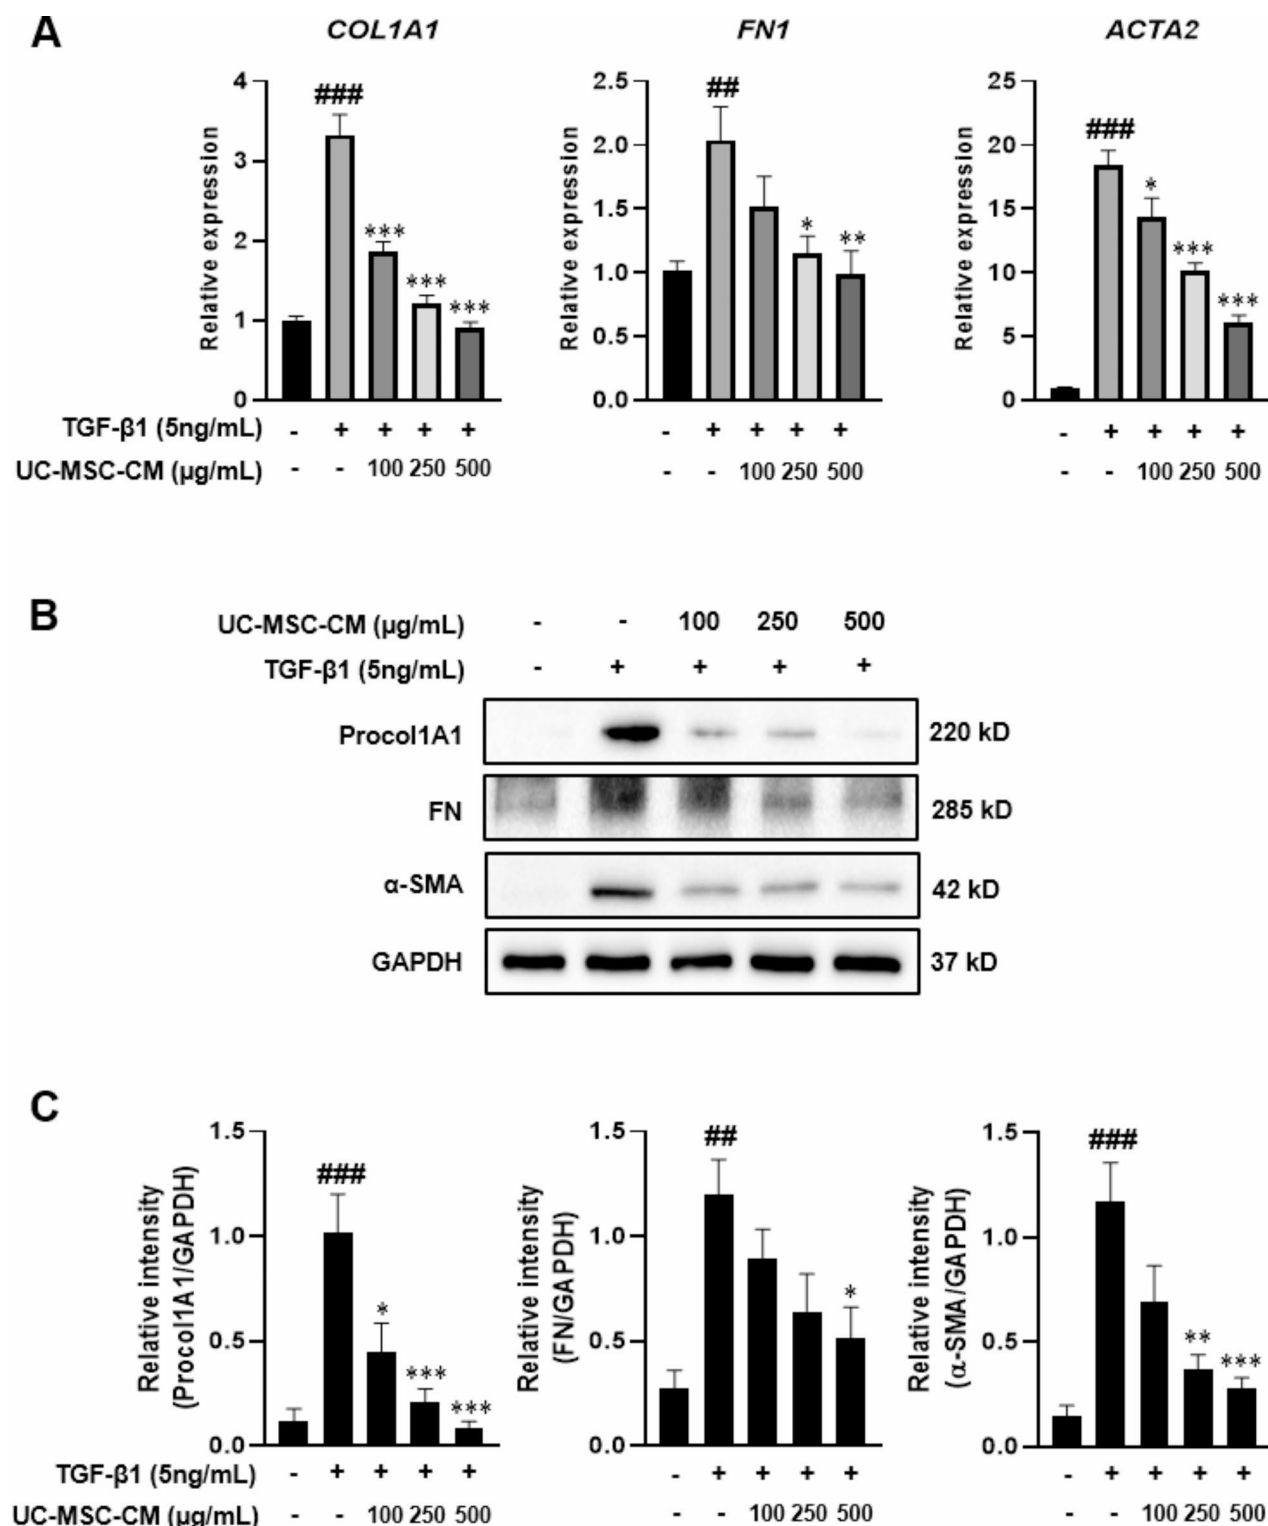 A
COL1A1 FN1 ACTA2
4 2.5 25
### ## ###
3 2.0 20
*
*** 1.5 15
Relative expression Relative expression Relative expression
2 * ** ***
*** *** 1.0 10 ***
1 0.5 5
0 0.0 0
TGF-β1 (5ng/mL) - + + + + - + + + + - + + + +
UC-MSC-CM (µg/mL) - - 100 250 500 - - 100 250 500 - - 100 250 500
B
UC-MSC-CM (µg/mL) - - 100 250 500
TGF-β1 (5ng/mL) - + + + +
Procol1A1 220 kD
FN 285 kD
α-SMA 42 kD
GAPDH 37 kD
C
1.5 1.5 1.5
### ## ###
1.0 1.0 1.0
Relative intensity Relative intensity Relative intensity
(Procol1A1/GAPDH) (FN/GAPDH) (α-SMA/GAPDH)
* * **
0.5 0.5 0.5
*** *** ***
0.0 0.0 0.0
TGF-β1 (5ng/mL) - + + + + - + + + + - + + + +
UC-MSC-CM (µg/mL) - - 100 250 500 - - 100 250 500 - - 100 250 500